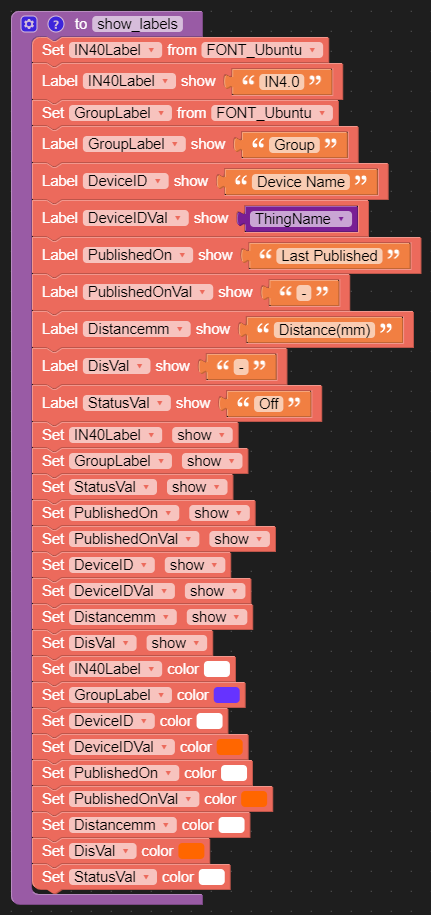 ? to show_labels
Set IN40Label from FONT_Ubuntu
Label IN40Label show “ IN4.0 ”
Set GroupLabel from FONT_Ubuntu
Label GroupLabel show “ Group ”
Label DeviceID show “ Device Name ”
Label DeviceIDVal show ThingName
Label PublishedOn show “ Last Published ”
Label PublishedOnVal show “ - ”
Label Distancemm show “ Distance(mm) ”
Label DisVal show “ - ”
Label StatusVal show “ Off ”
Set IN40Label show
Set GroupLabel show
Set StatusVal show
Set PublishedOn show
Set PublishedOnVal show
Set DeviceID show
Set DeviceIDVal show
Set Distancemm show
Set DisVal show
Set IN40Label color
Set GroupLabel color
Set DeviceID color
Set DeviceIDVal color
Set PublishedOn color
Set PublishedOnVal color
Set Distancemm color
Set DisVal color
Set StatusVal color